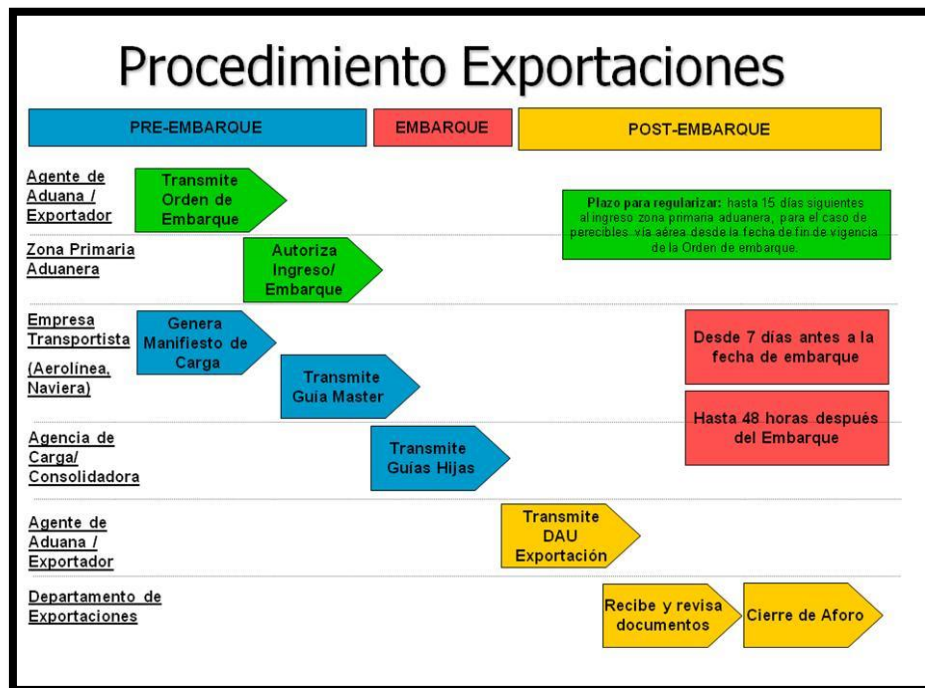 Procedimiento Exportaciones
PRE-EMBARQUE
EMBARQUE
POST-EMBARQUE
Agente de
Aduana /
Exportador
Transmite
Orden de
Embarque
Plazo para regularizar: hasta 15 días siguientes
al ingreso zona primaria aduanera, para el caso de
perecibles vía aérea desde la fecha de fin de vigencia
de la Orden de embarque.
Zona Primaria
Aduanera
Autoriza
Ingreso/
Embarque
Empresa
Transportista
(Aerolínea,
Naviera)
Genera
Manifiesto de
Carga
Transmite
Guia Master
Desde 7 días antes a la
fecha de embarque
Hasta 48 horas después
del Embarque
Agencia de
Carga/
Consolidadora
Transmite
Guías Hijas
Agente de
Aduana /
Exportador
Transmite
DAU
Exportación
Departamento de
Exportaciones
Recibe y revisa
documentos
Cierre de Aforo